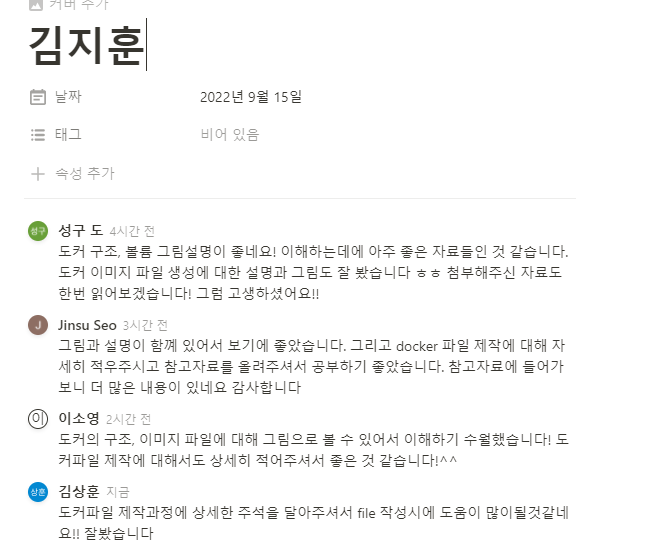 커버 추가
김지훈
날짜 2022년 9월 15일
태그 비어 있음
속성 추가
성구 성구 도 4시간 전
도커 구조, 볼륨 그림설명이 좋네요! 이해하는데에 아주 좋은 자료들인 것 같습니다.
도커 이미지 파일 생성에 대한 설명과 그림도 잘 봤습니다 ㅎㅎ 첨부해주신 자료도
한번 읽어보겠습니다! 그럼 고생하셨어요!!
J Jinsu Seo 3시간 전
그림과 설명이 함꼐 있어서 보기에 좋았습니다. 그리고 docker 파일 제작에 대해 자
세히 적우주시고 참고자료를 올려주셔서 공부하기 좋았습니다. 참고자료에 들어가
보니 더 많은 내용이 있네요 감사합니다
이 이소영 2시간 전
도커의 구조, 이미지 파일에 대해 그림으로 볼 수 있어서 이해하기 수월했습니다! 도
커파일 제작에 대해서도 상세히 적어주셔서 좋은 것 같습니다!^^
상훈 김상훈 지금
도커파일 제작과정에 상세한 주석을 달아주셔서 file 작성시에 도움이 많이될것같네
요!! 잘봤습니다